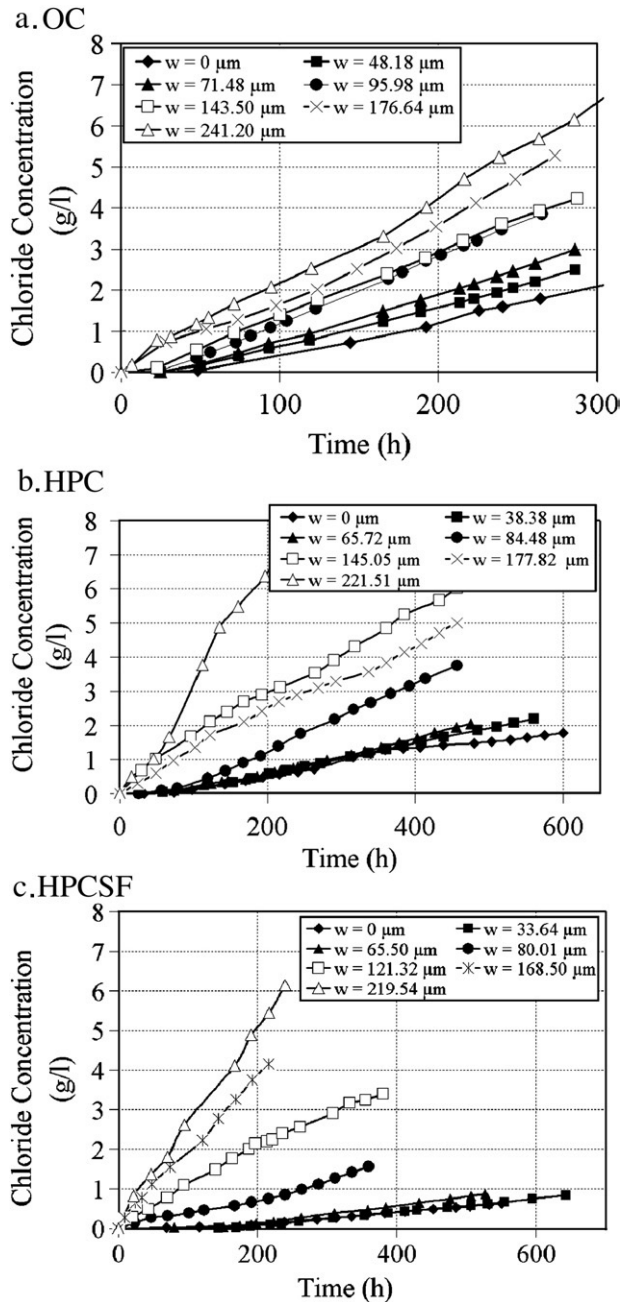 a. OC
8
7
6
5
4
3
2
1
0
Chloride Concentration
(g/l)
w = 0 µm
w = 48.18 µm
w = 71.48 µm
w = 95.98 µm
w = 143.50 µm
w = 176.64 µm
w = 241.20 µm
0 100 200 300
Time (h)
b. HPC
8
7
6
5
4
3
2
1
0
Chloride Concentration
(g/l)
w = 0 µm
w = 38.38 µm
w = 65.72 µm
w = 84.48 µm
w = 145.05 µm
w = 177.82 µm
w = 221.51 µm
0 200 400 600
Time (h)
c. HPCSF
8
7
6
5
4
3
2
1
0
Chloride Concentration
(g/l)
w = 0 µm
w = 33.64 µm
w = 65.50 µm
w = 80.01 µm
w = 121.32 µm
w = 168.50 µm
w = 219.54 µm
0 200 400 600
Time (h)